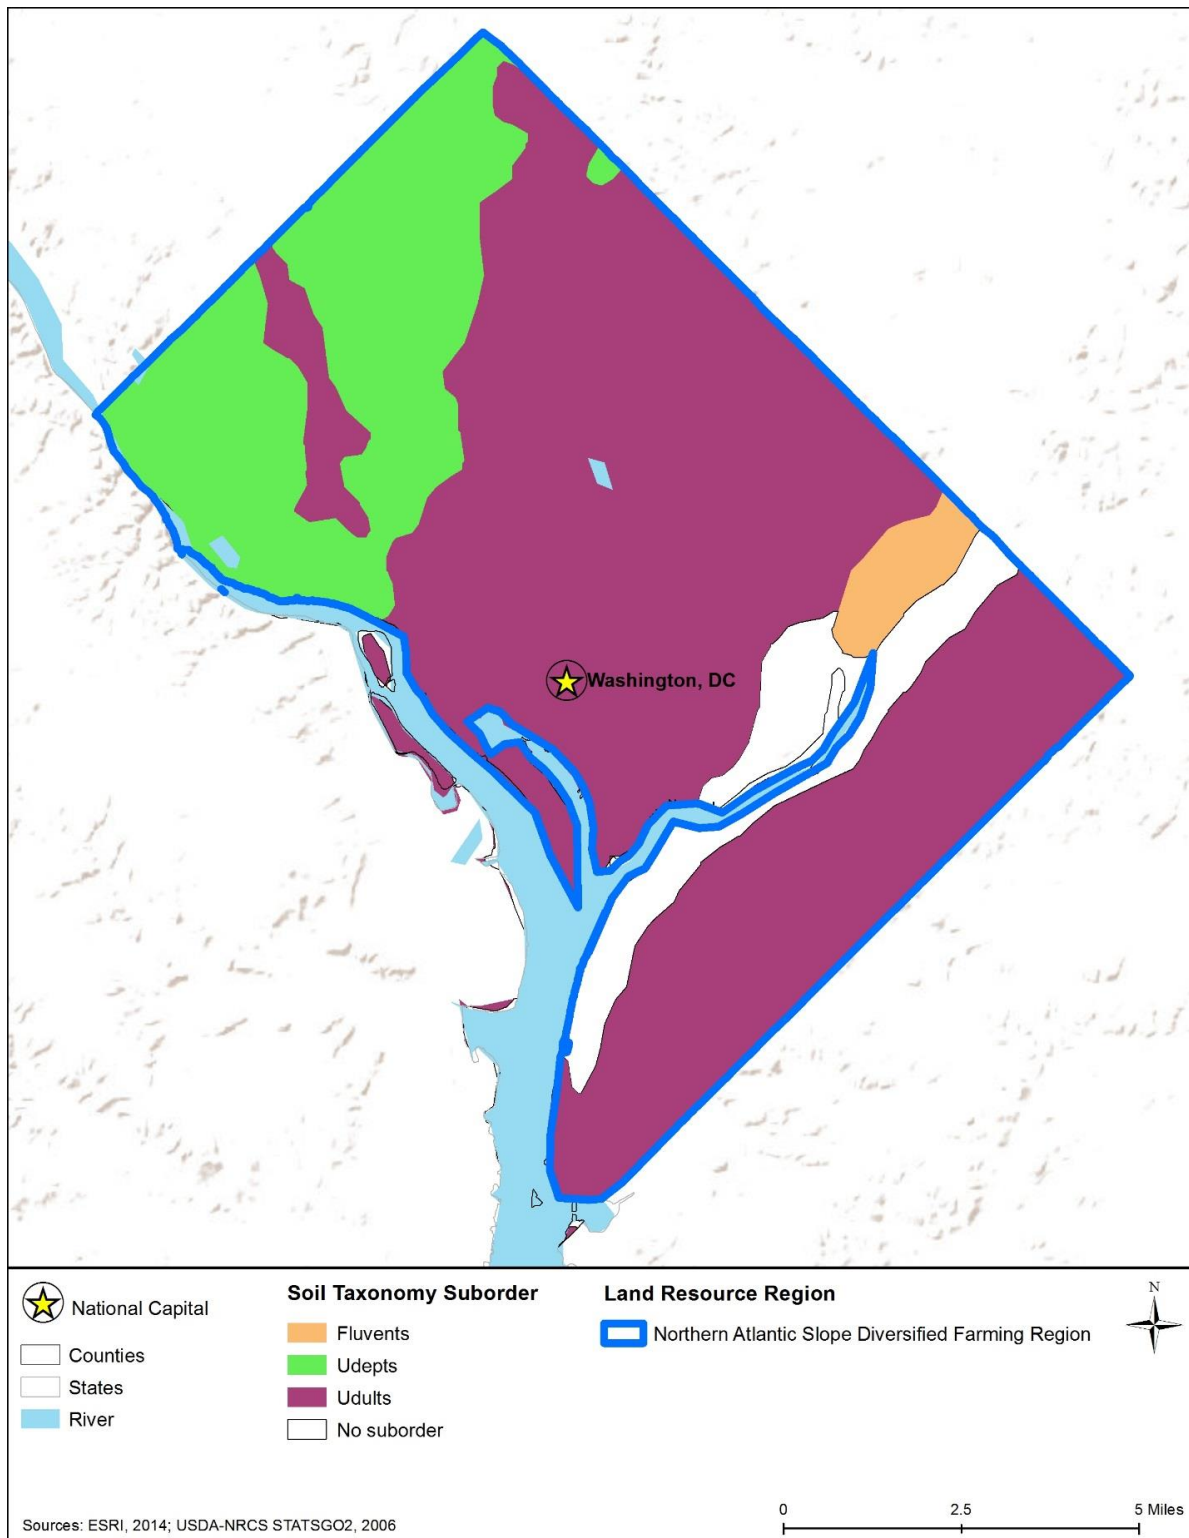 Washington, DC
National Capital
Counties
States
River
Soil Taxonomy Suborder
Fluvents
Udepts
Udults
No suborder
Land Resource Region
Northern Atlantic Slope Diversified Farming Region
N
0 2.5 5 Miles
Sources: ESRI, 2014; USDA-NRCS STATSGO2, 2006